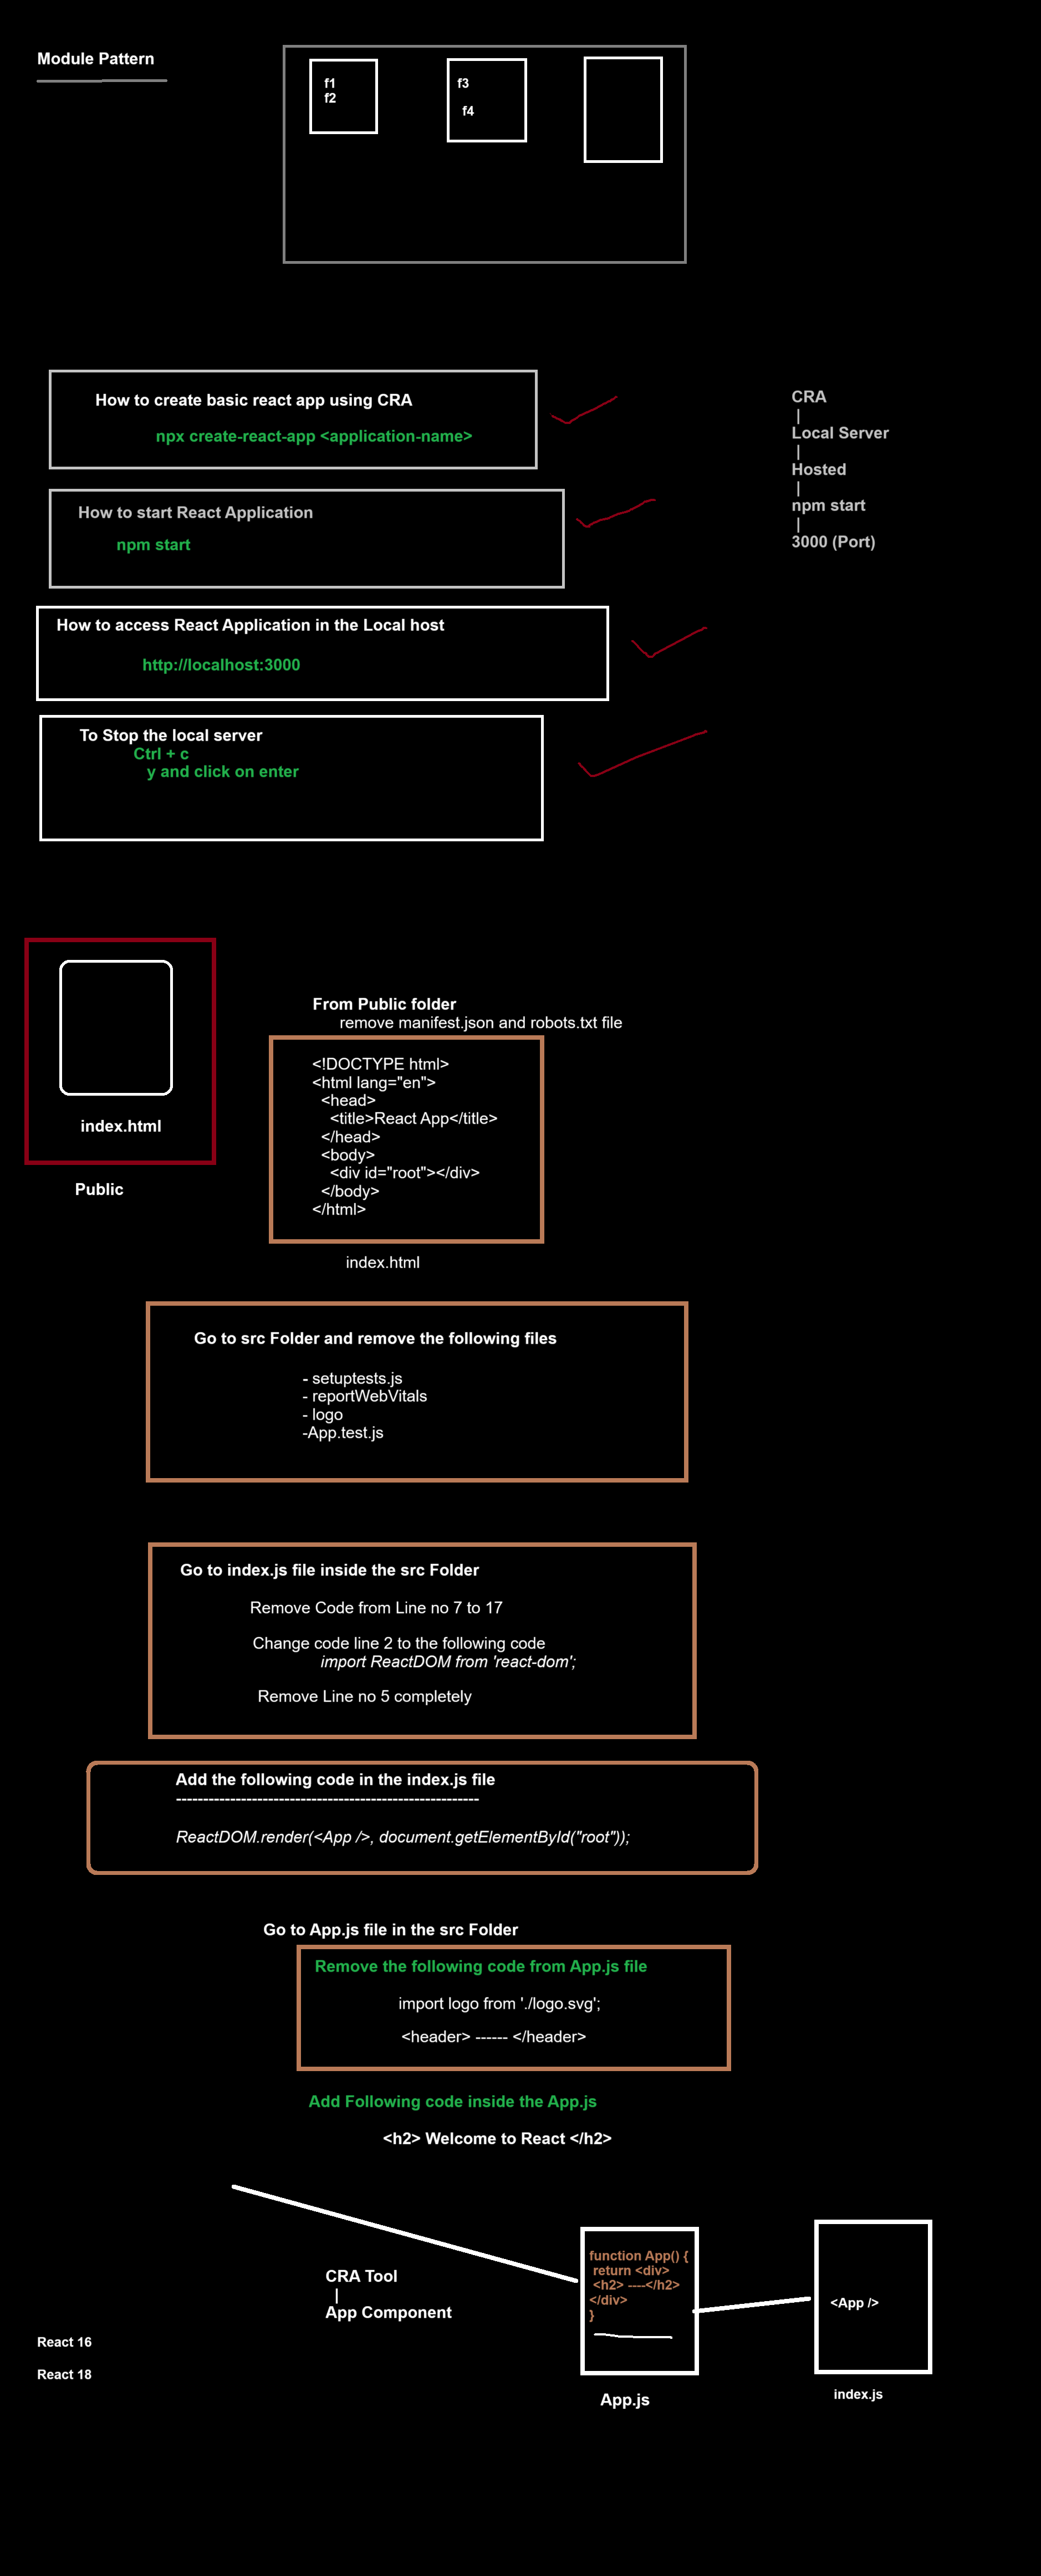 Module Pattern
f1
f2
f3
f4
How to create basic react app using CRA
npx create-react-app <application-name>
How to start React Application
npm start
How to access React Application in the Local host
http://localhost:3000
To Stop the local server
Ctrl + c
y and click on enter
CRA
|
Local Server
|
Hosted
|
npm start
|
3000 (Port)
index.html
Public
From Public folder
remove manifest.json and robots.txt file
<!DOCTYPE html>
<html lang="en">
<head>
<title>React App</title>
</head>
<body>
<div id="root"></div>
</body>
</html>
index.html
Go to src Folder and remove the following files
- setuptests.js
- reportWebVitals
- logo
-App.test.js
Go to index.js file inside the src Folder
Remove Code from Line no 7 to 17
Change code line 2 to the following code
import ReactDOM from 'react-dom';
Remove Line no 5 completely
Add the following code in the index.js file
--------------------------------------------------------
ReactDOM.render(<App />, document.getElementById("root"));
Go to App.js file in the src Folder
Remove the following code from App.js file
import logo from './logo.svg';
<header> ------ </header>
Add Following code inside the App.js
<h2> Welcome to React </h2>
CRA Tool
|
App Component
React 16
React 18
function App() {
return <div>
<h2> ----</h2>
</div>
}
App.js
<App />
index.js